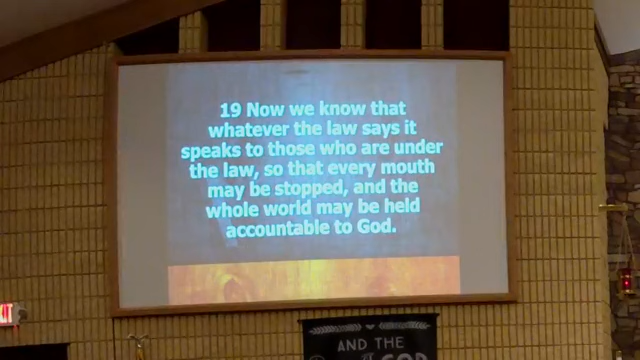 19 Now we know that
whatever the law says it
speaks to those who are under
the law, so that every mouth
may be stopped, and the
whole world may be held
accountable to God.
AND THE
GOD